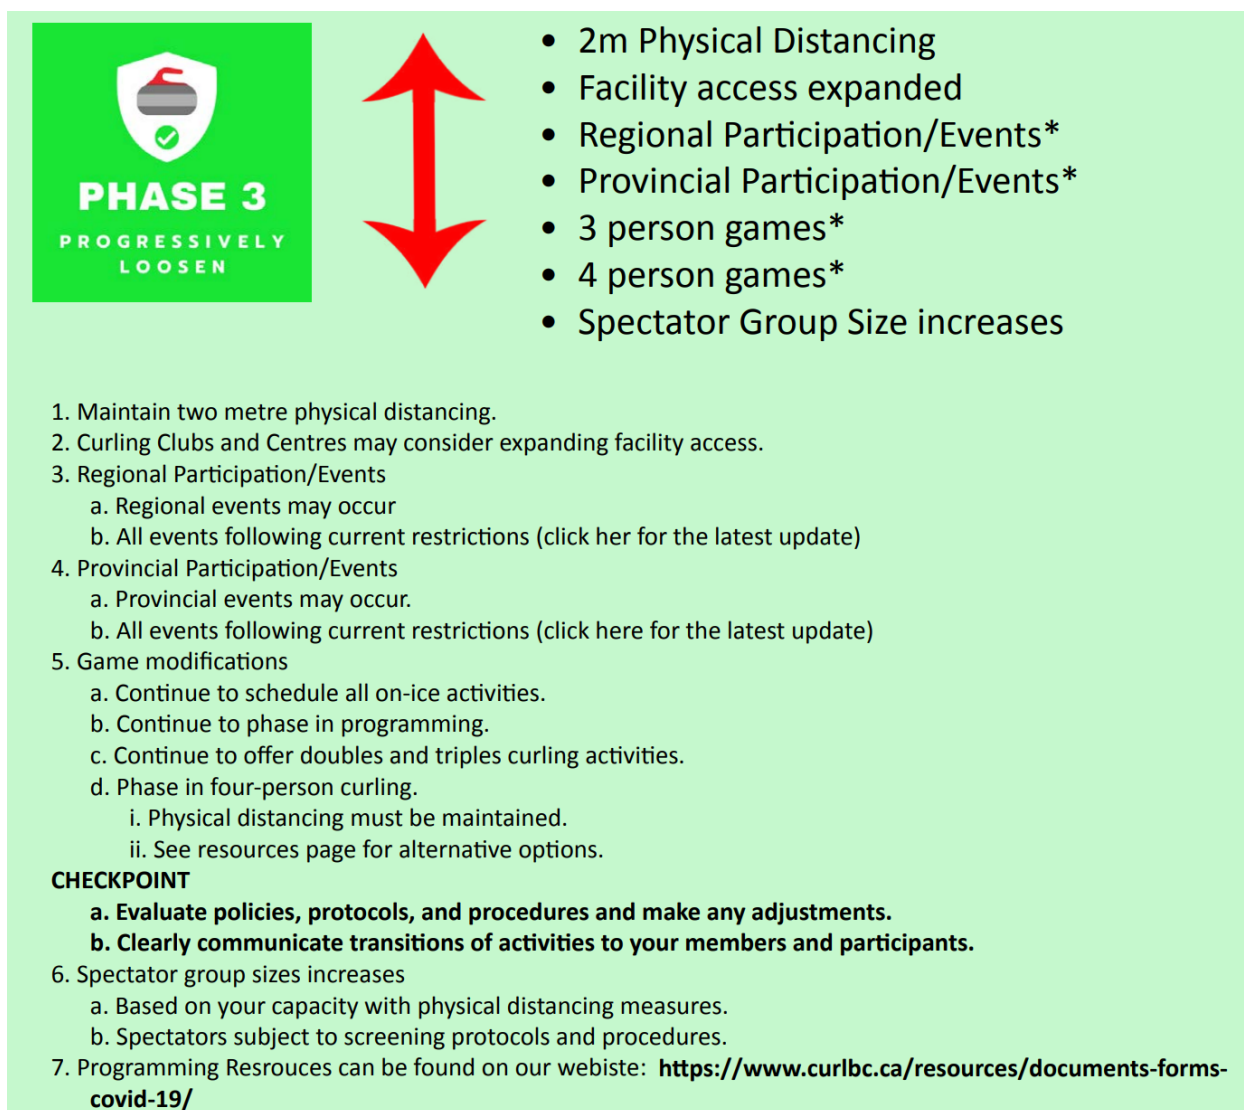 PHASE 3
PROGRESSIVELY
LOOSEN
• 2m Physical Distancing
• Facility access expanded
• Regional Participation/Events*
• Provincial Participation/Events*
• 3 person games*
• 4 person games*
• Spectator Group Size increases
1. Maintain two metre physical distancing.
2. Curling Clubs and Centres may consider expanding facility access.
3. Regional Participation/Events
a. Regional events may occur
b. All events following current restrictions (click her for the latest update)
4. Provincial Participation/Events
a. Provincial events may occur.
b. All events following current restrictions (click here for the latest update)
5. Game modifications
a. Continue to schedule all on-ice activities.
b. Continue to phase in programming.
c. Continue to offer doubles and triples curling activities.
d. Phase in four-person curling.
i. Physical distancing must be maintained.
ii. See resources page for alternative options.
CHECKPOINT
a. Evaluate policies, protocols, and procedures and make any adjustments.
b. Clearly communicate transitions of activities to your members and participants.
6. Spectator group sizes increases
a. Based on your capacity with physical distancing measures.
b. Spectators subject to screening protocols and procedures.
7. Programming Resrouces can be found on our webiste: https://www.curlbc.ca/resources/documents-forms-
covid-19/